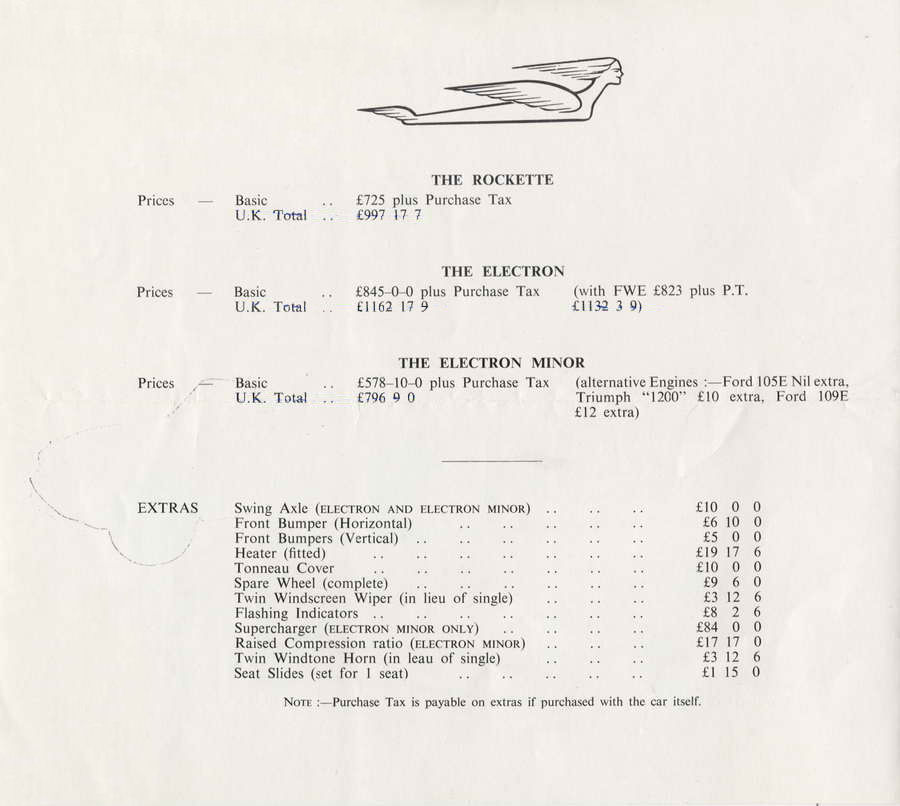 THE ROCKETTE
Prices — Basic .. £725 plus Purchase Tax
U.K. Total .. £997 17 7
THE ELECTRON
Prices — Basic .. £845-0-0 plus Purchase Tax (with FWE £823 plus P.T.
U.K. Total .. £1162 17 9 £1132 3 9)
THE ELECTRON MINOR
Prices — Basic .. £578-10-0 plus Purchase Tax (alternative Engines :—Ford 105E Nil extra,
U.K. Total .. £796 9 0 Triumph "1200" £10 extra, Ford 109E
£12 extra)
EXTRAS Swing Axle (ELECTRON AND ELECTRON MINOR) .. .. .. £10 0 0
Front Bumper (Horizontal) .. .. .. .. .. £6 10 0
Front Bumpers (Vertical) .. .. .. .. .. .. £5 0 0
Heater (fitted) .. .. .. .. .. .. .. £19 17 6
Tonneau Cover .. .. .. .. .. .. .. £10 0 0
Spare Wheel (complete) .. .. .. .. .. .. £9 6 0
Twin Windscreen Wiper (in lieu of single) .. .. .. £3 12 6
Flashing Indicators .. .. .. .. .. .. .. £8 2 6
Supercharger (ELECTRON MINOR ONLY) .. .. .. .. £84 0 0
Raised Compression ratio (ELECTRON MINOR) .. .. .. £17 17 0
Twin Windtone Horn (in leau of single) .. .. .. £3 12 6
Seat Slides (set for 1 seat) .. .. .. .. .. £1 15 0
NOTE :—Purchase Tax is payable on extras if purchased with the car itself.